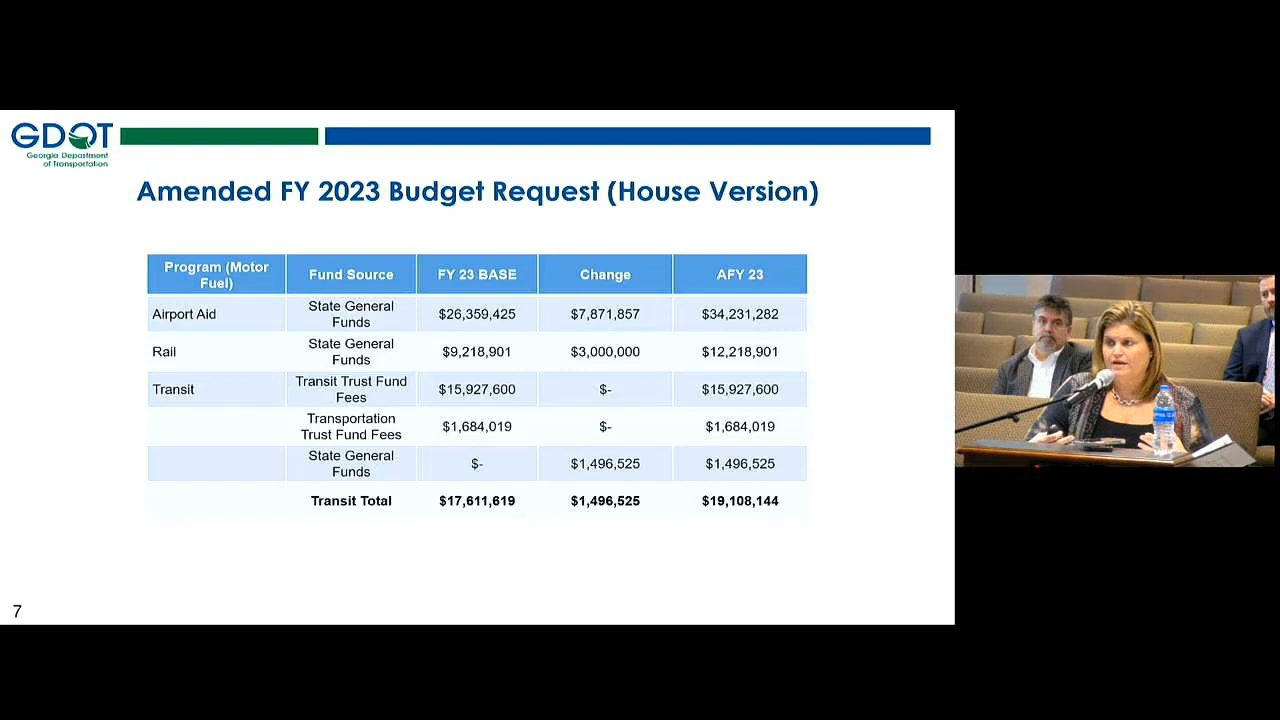 GDOT
Georgia Department
of Transportation
Amended FY 2023 Budget Request (House Version)
Program (Motor Fuel) Fund Source FY 23 BASE Change AFY 23
Airport Aid State General Funds $26,359,425 $7,871,857 $34,231,282
Rail State General Funds $9,218,901 $3,000,000 $12,218,901
Transit Transit Trust Fund Fees $15,927,600 $- $15,927,600
Transportation Trust Fund Fees $1,684,019 $- $1,684,019
State General Funds $- $1,496,525 $1,496,525
Transit Total $17,611,619 $1,496,525 $19,108,144
7